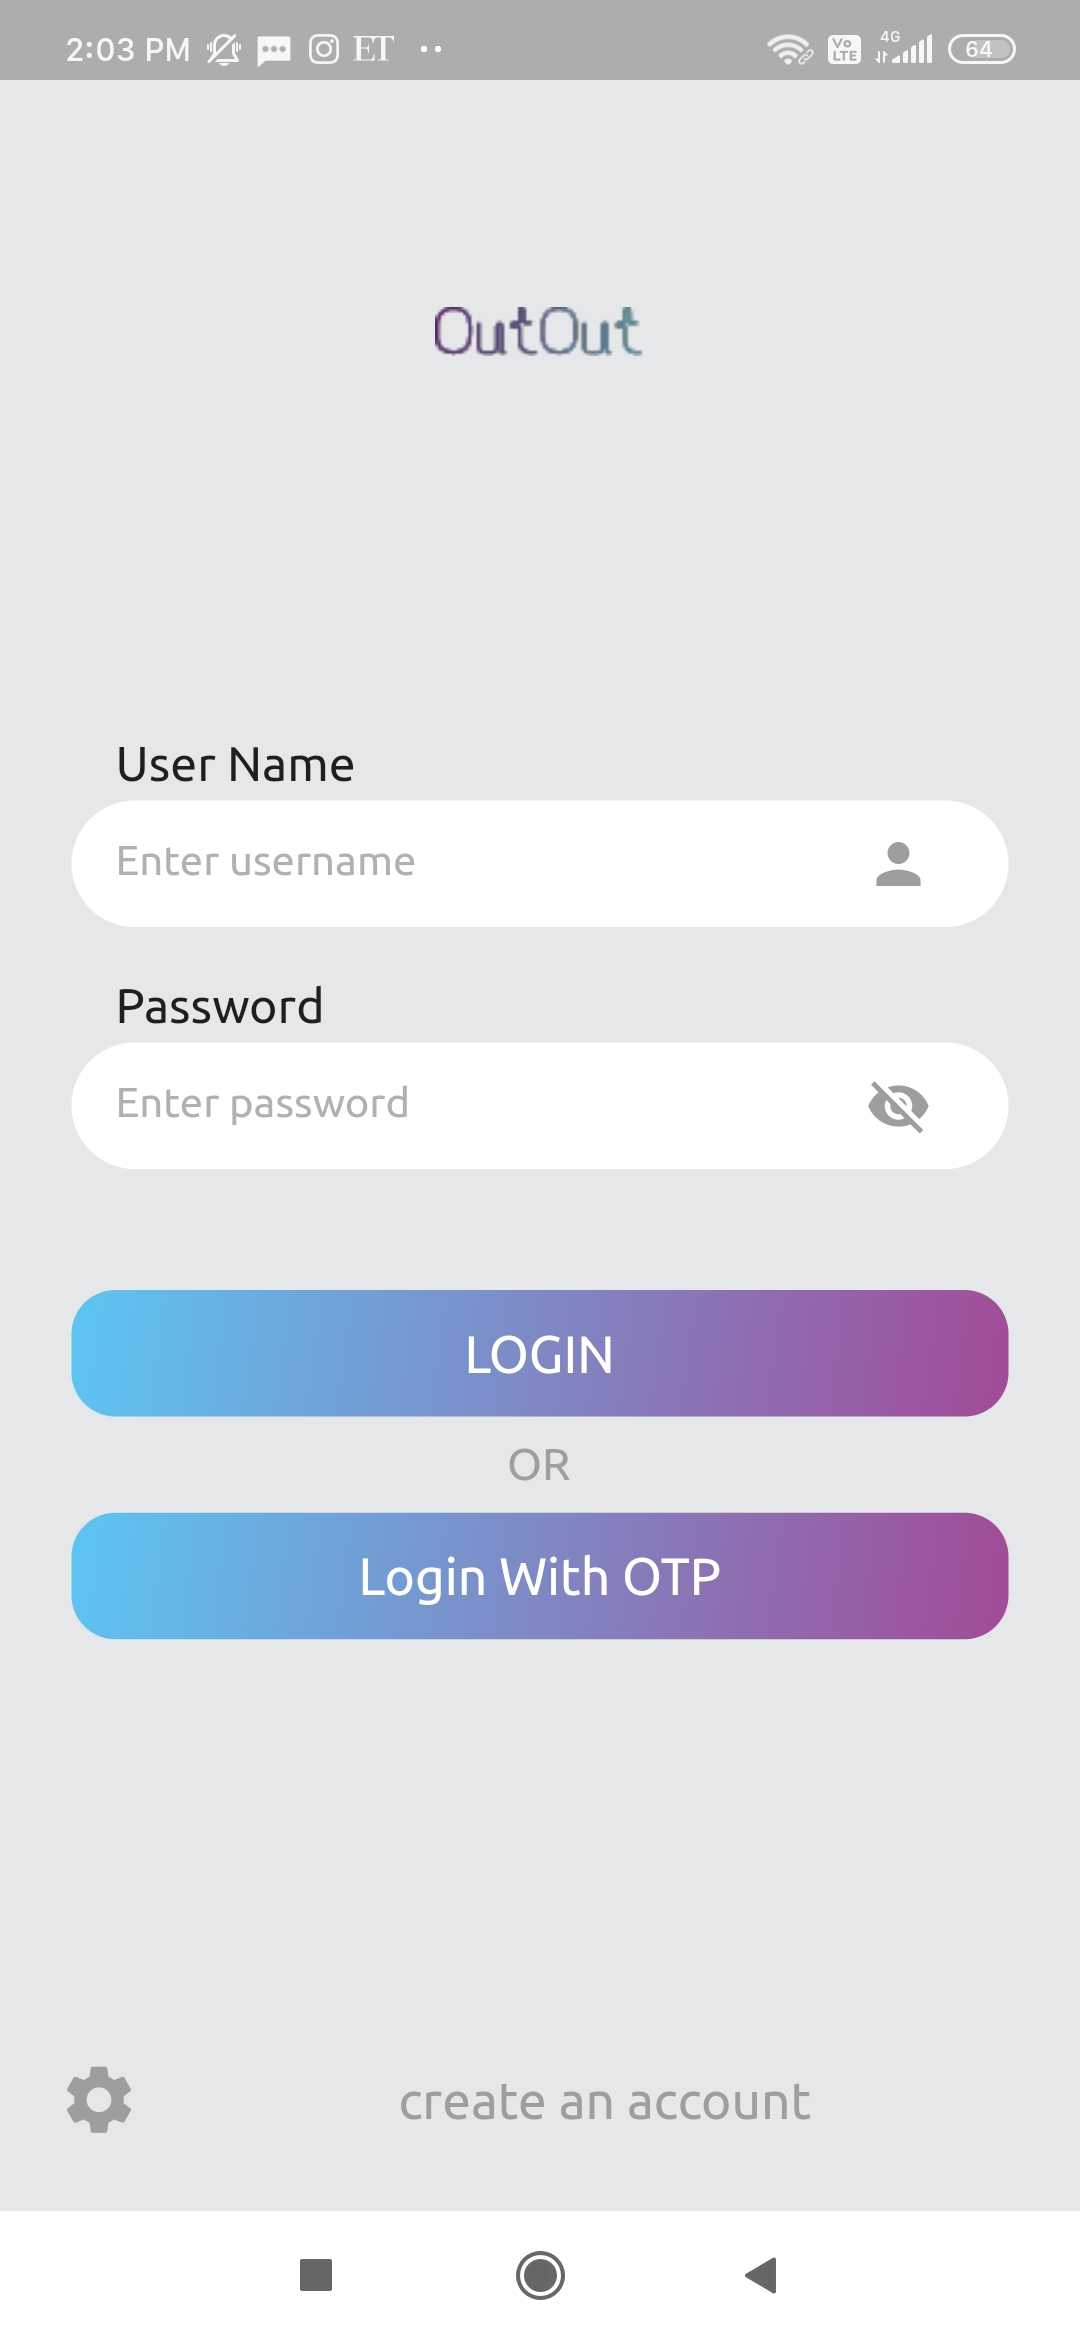 2:03 PM ET 4G Vo LTE 64
OutOut
User Name
Enter username
Password
Enter password
LOGIN
OR
Login With OTP
create an account